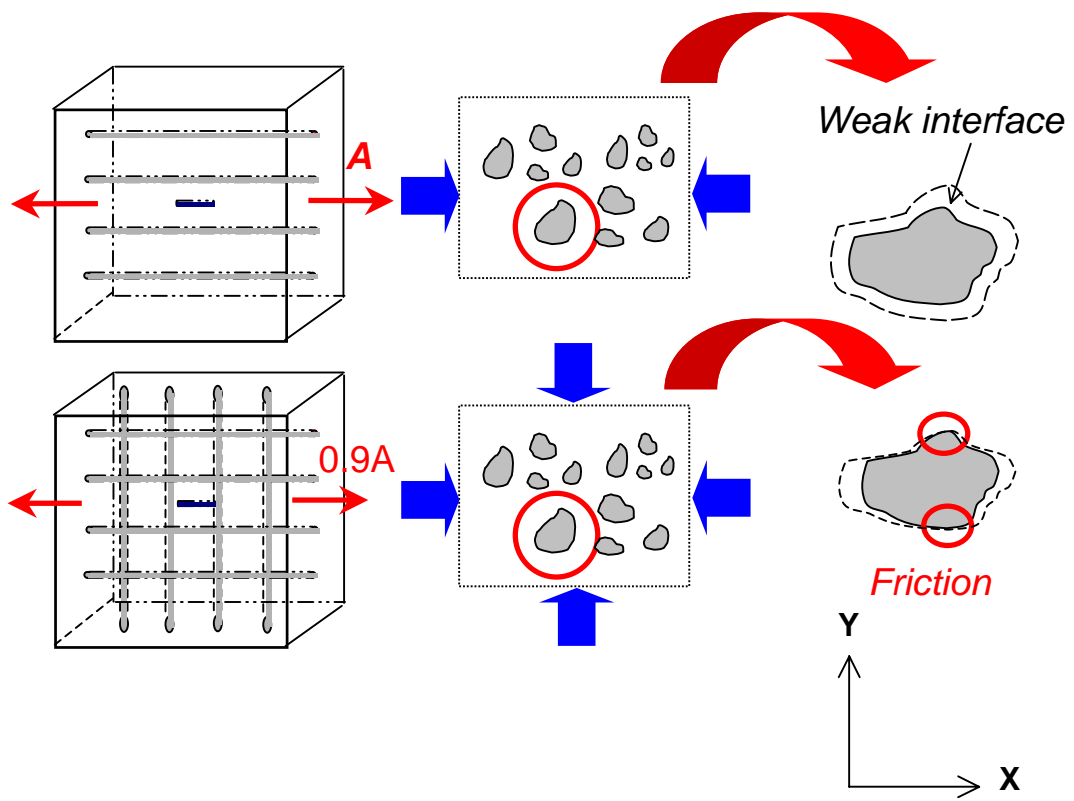 Weak interface
A
0.9A
Friction
Y
X